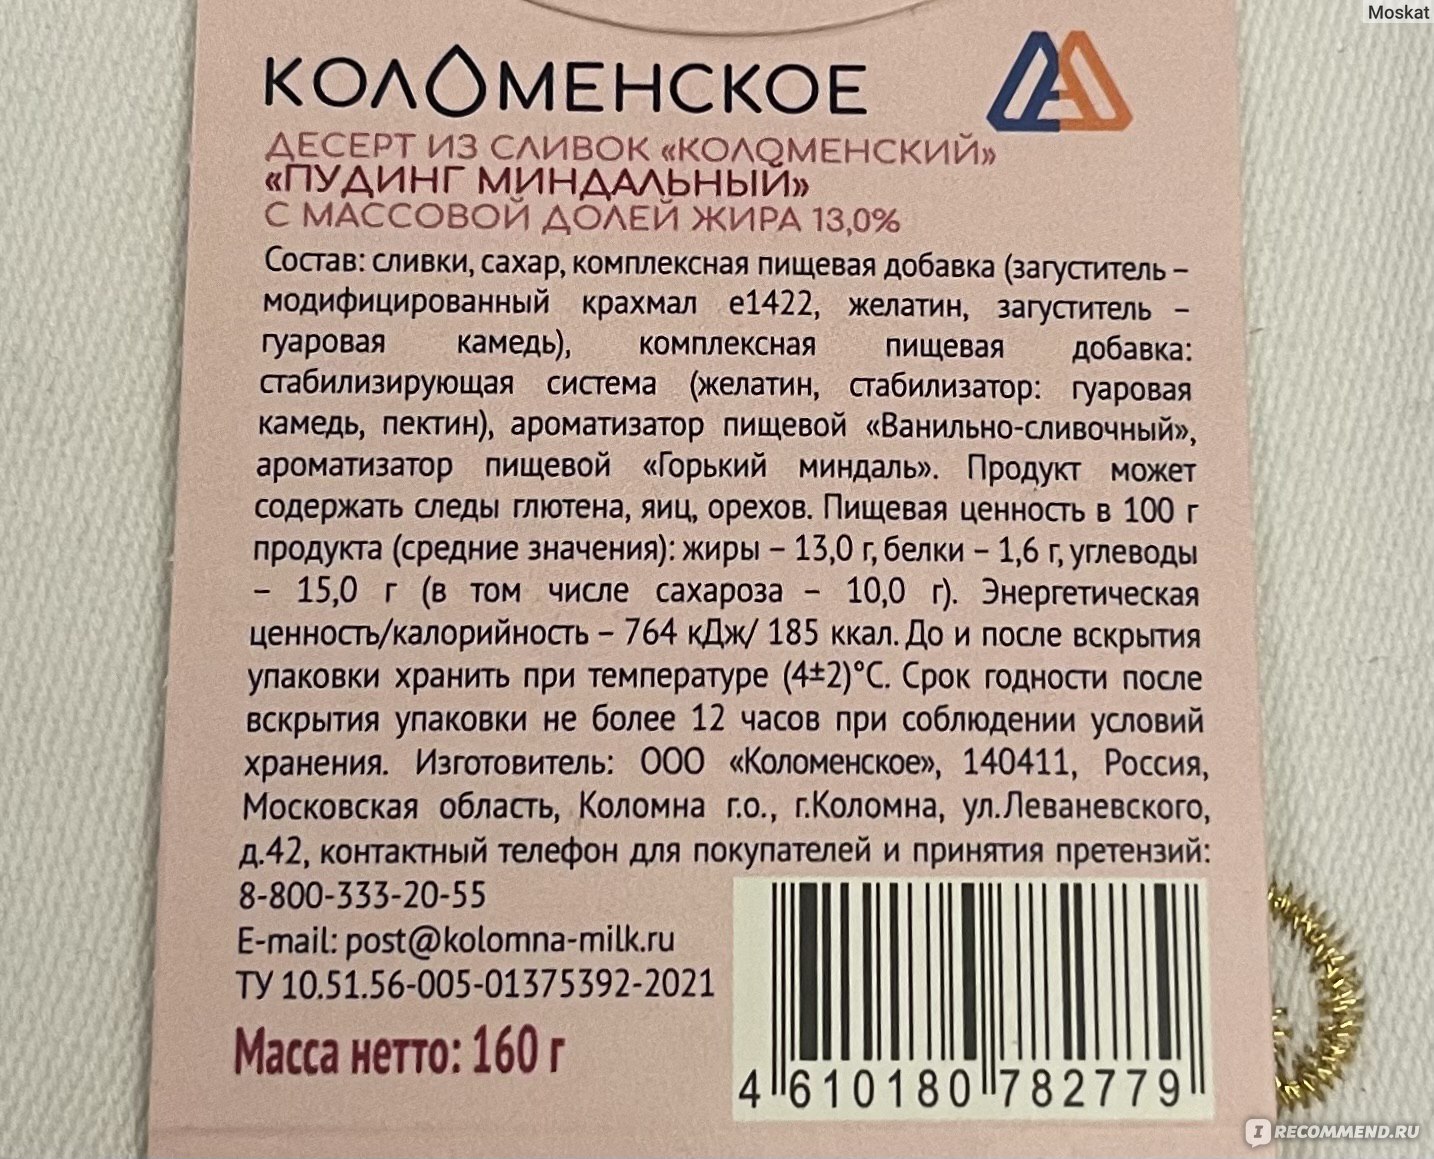 Moskat
КОЛОМЕНСКОЕ
ДЕСЕРТ ИЗ СЛИВОК «КОЛОМЕНСКИЙ»
«ПУДИНГ МИНДАЛЬНЫЙ»
С МАССОВОЙ ДОЛЕЙ ЖИРА 13,0%
Состав: сливки, сахар, комплексная пищевая добавка (загуститель –
модифицированный крахмал е1422, желатин, загуститель –
гуаровая камедь), комплексная пищевая добавка:
стабилизирующая система (желатин, стабилизатор: гуаровая
камедь, пектин), ароматизатор пищевой «Ванильно-сливочный»,
ароматизатор пищевой «Горький миндаль». Продукт может
содержать следы глютена, яиц, орехов. Пищевая ценность в 100 г
продукта (средние значения): жиры – 13,0 г, белки – 1,6 г, углеводы
– 15,0 г (в том числе сахароза – 10,0 г). Энергетическая
ценность/калорийность – 764 кДж/ 185 ккал. До и после вскрытия
упаковки хранить при температуре (4±2)°С. Срок годности после
вскрытия упаковки не более 12 часов при соблюдении условий
хранения. Изготовитель: ООО «Коломенское», 140411, Россия,
Московская область, Коломна г.о., г.Коломна, ул.Леваневского,
д.42, контактный телефон для покупателей и принятия претензий:
8-800-333-20-55
E-mail: post@kolomna-milk.ru
ТУ 10.51.56-005-01375392-2021
Масса нетто: 160 г
4 610180 782779
IRECOMMEND.RU